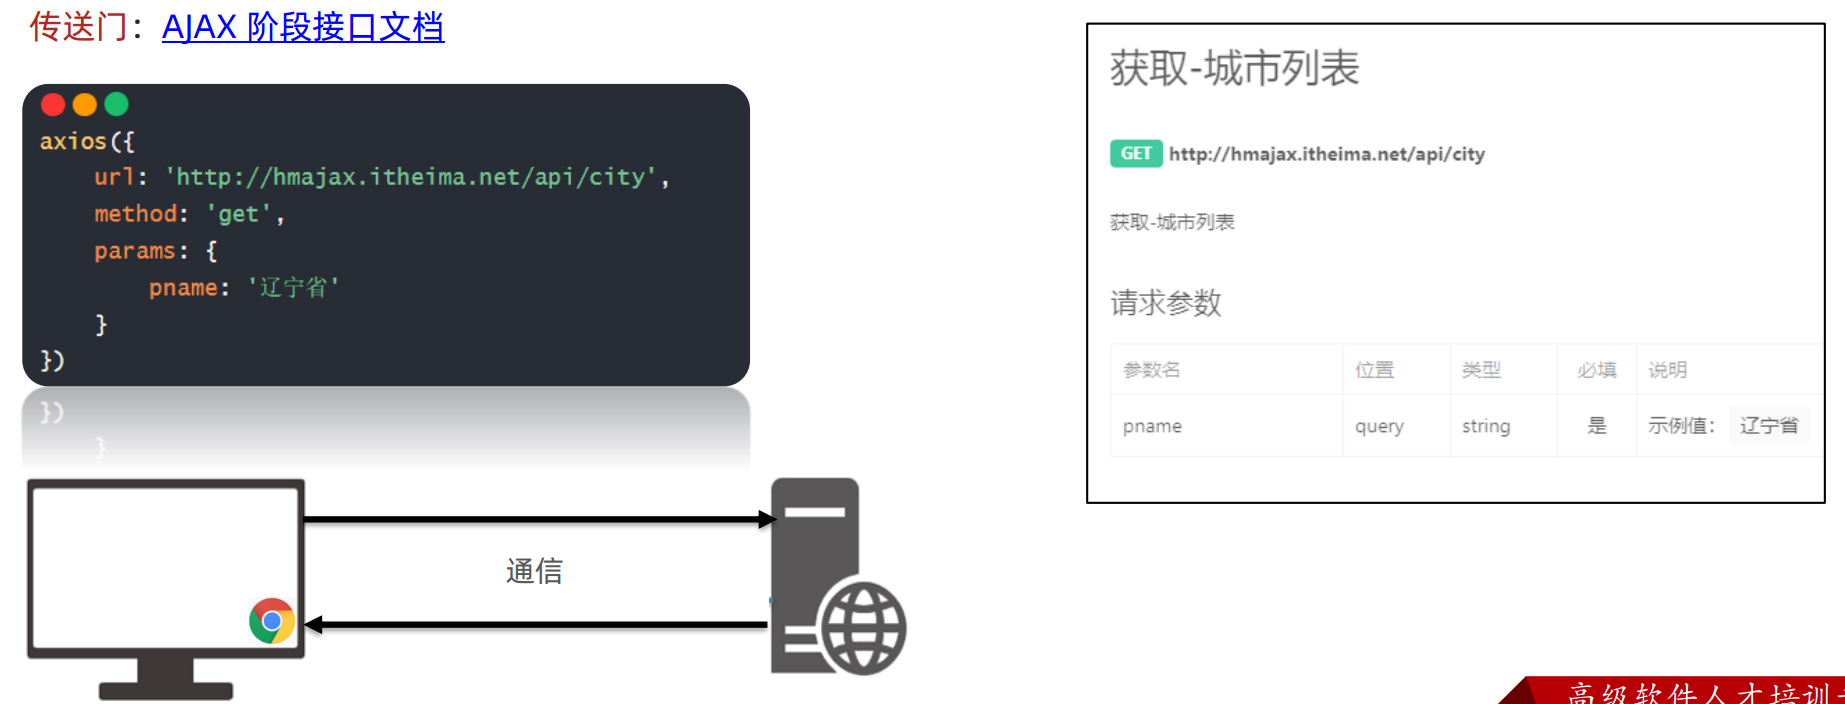 传送门：AJAX 阶段接口文档
axios({
url: 'http://hmajax.itheima.net/api/city',
method: 'get',
params: {
pname: '辽宁省'
}
})
})
}
通信
获取-城市列表
GET http://hmajax.itheima.net/api/city
获取-城市列表
请求参数
参数名 位置 类型 必填 说明
pname query string 是 示例值： 辽宁省
高级软件人才培训